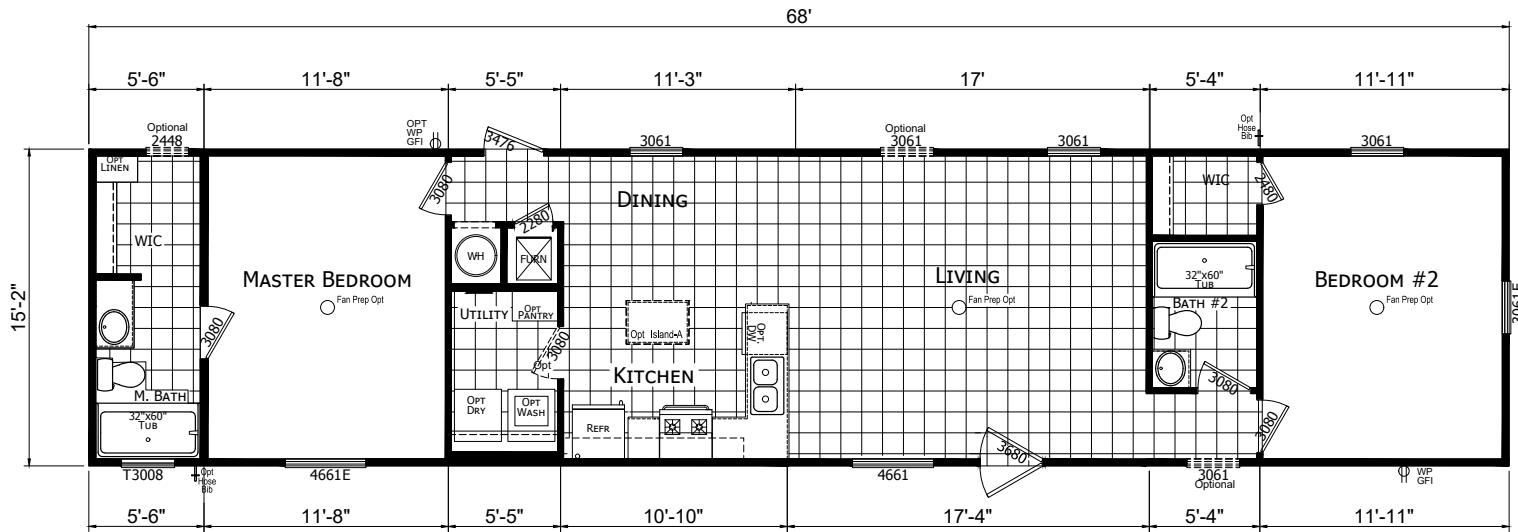 68'
5'-6"
11'-8"
5'-5"
11'-3"
17'
5'-4"
11'-11"
Optional
2448
OPT
WP
GFI
3476
3061
Optional
3061
3061
Opt
Hose
Bib
3061
OPT
LINEN
3080
DINING
WIC
2480
2280
WIC
WH
FURN
15'-2"
MASTER BEDROOM
Fan Prep Opt
LIVING
Fan Prep Opt
32"x60"
TUB
BEDROOM #2
Fan Prep Opt
3061E
UTILITY
OPT
PANTRY
Opt Island-A
OPT.
DW
BATH #2
3080
3080
Opt
KITCHEN
M. BATH
OPT
DRY
OPT
WASH
REFR
3080
3080
32"x60"
TUB
3680
T3008
Opt
Hose
Bib
4661E
4661
3061
Optional
WP
GFI
5'-6"
11'-8"
5'-5"
10'-10"
17'-4"
5'-4"
11'-11"